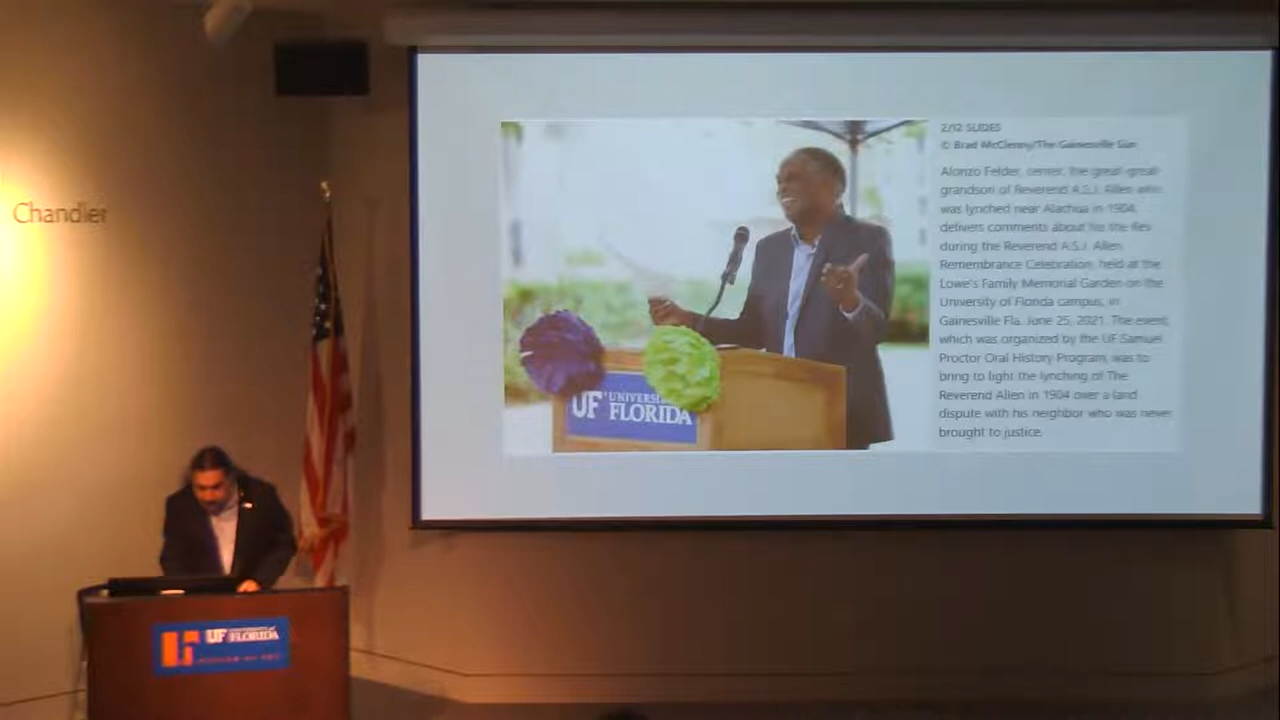 Chandler
2/12 SLIDES
© Brad McClenny/The Gainesville Sun
Alonzo Felder, center, the great-great-
grandson of Reverend A.S.J. Allen who
was lynched near Alachua in 1904,
delivers comments about his the life
during the Reverend A.S.J. Allen
Remembrance Celebration, held at the
Lowe's Family Memorial Garden on the
University of Florida campus, in
Gainesville Fla. June 25, 2021. The event,
which was organized by the UF Samuel
Proctor Oral History Program, was to
bring to light the lynching of The
Reverend Allen in 1904 over a land
dispute with his neighbor who was never
brought to justice.
UF FLORIDA
UF UNIVERSITY of
FLORIDA